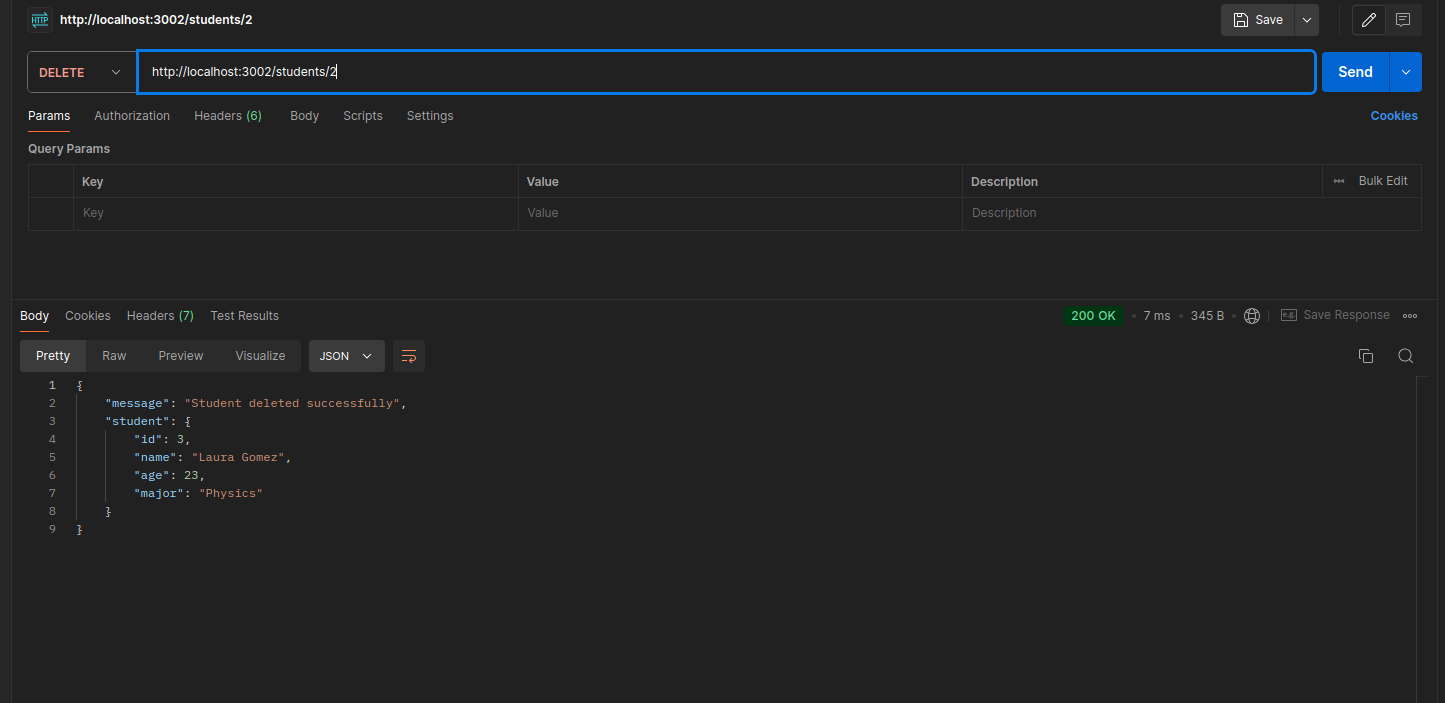 HTTP http://localhost:3002/students/2 Save
DELETE http://localhost:3002/students/2 Send
Params Authorization Headers (6) Body Scripts Settings Cookies
Query Params
Key Value Description ••• Bulk Edit
Key Value Description
Body Cookies Headers (7) Test Results 200 OK • 7 ms • 345 B • e.g. Save Response •••
Pretty Raw Preview Visualize JSON
1 {
2 "message": "Student deleted successfully",
3 "student": {
4 "id": 3,
5 "name": "Laura Gomez",
6 "age": 23,
7 "major": "Physics"
8 }
9 }